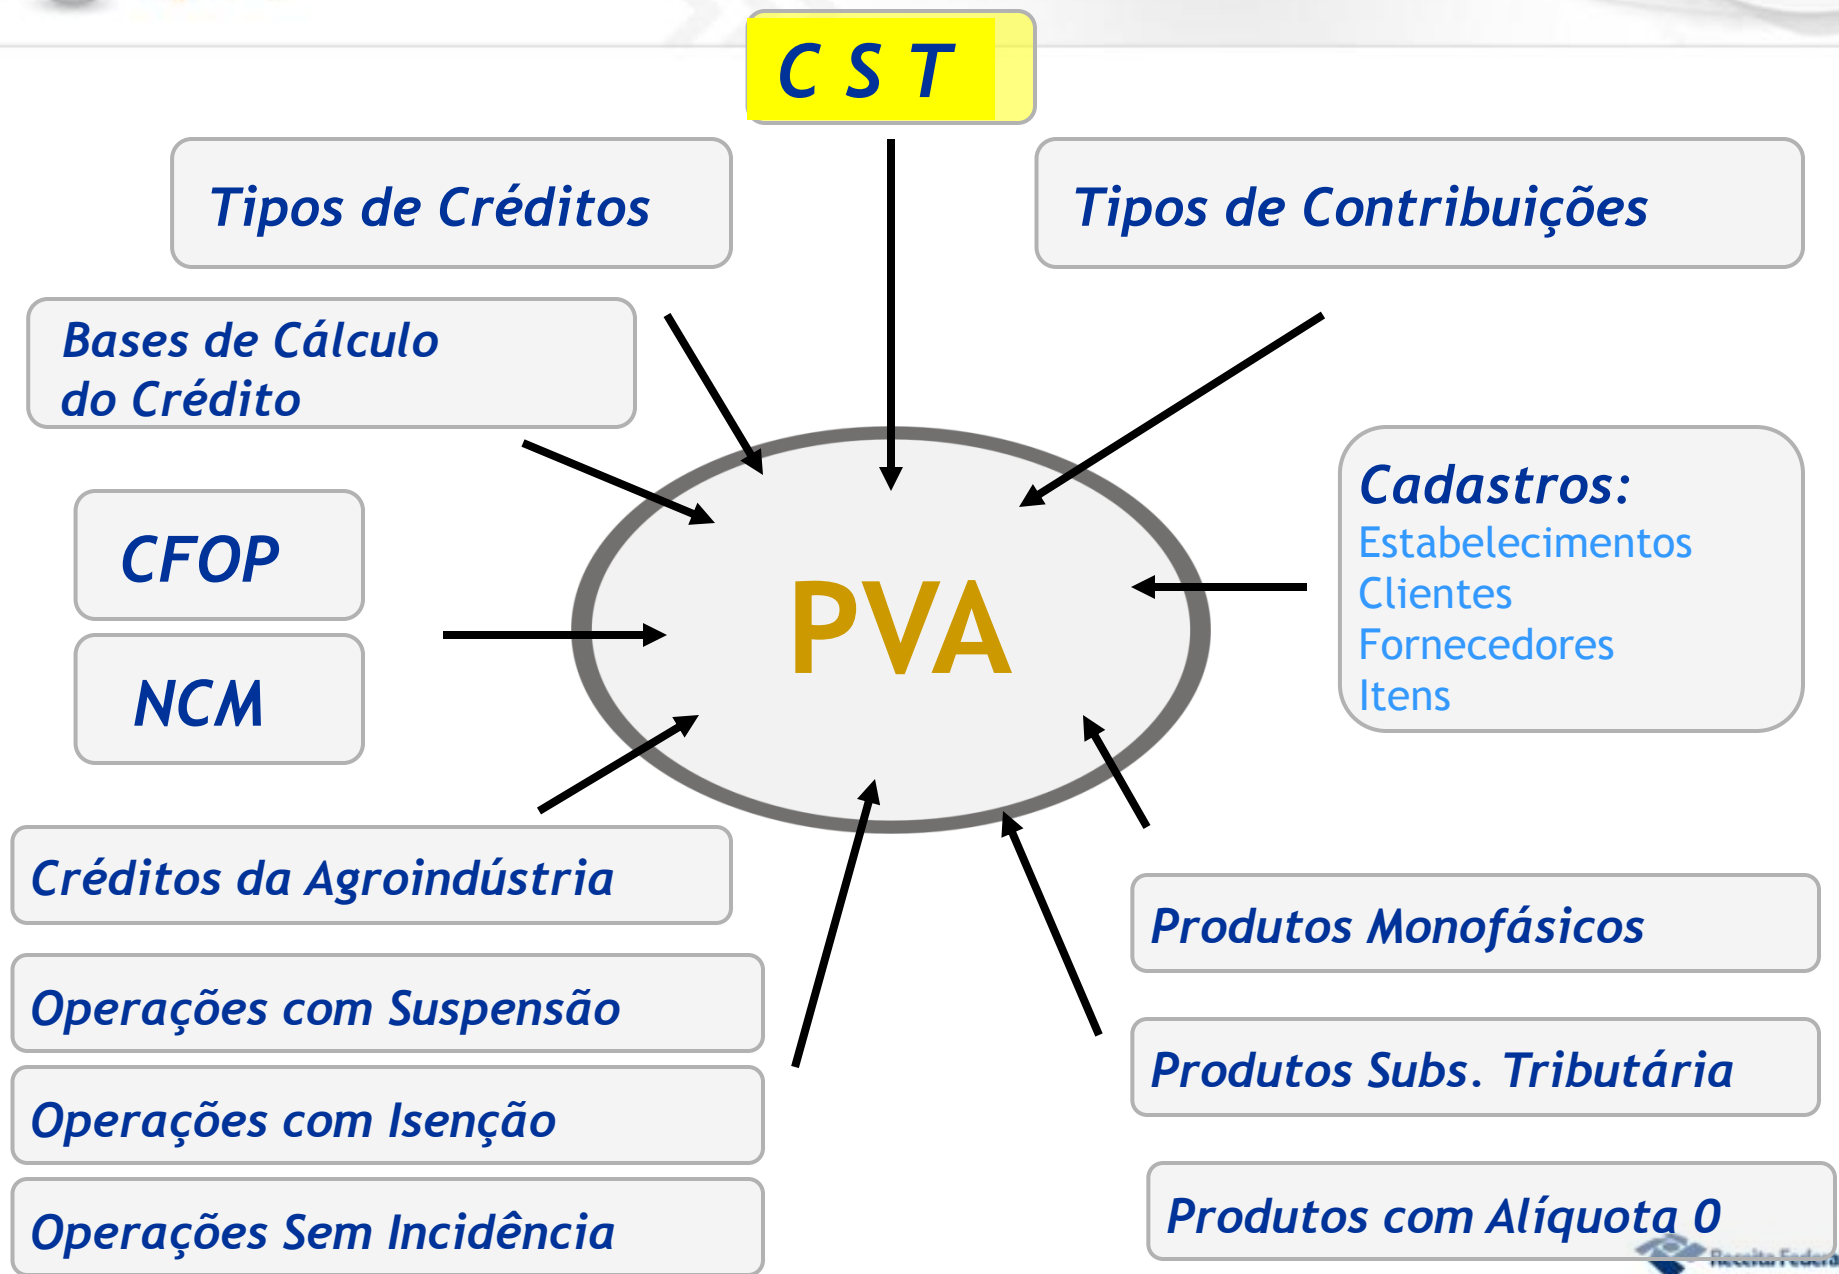 C S T
Tipos de Créditos
Tipos de Contribuições
Bases de Cálculo
do Crédito
CFOP
NCM
PVA
Cadastros:
Estabelecimentos
Clientes
Fornecedores
Itens
Créditos da Agroindústria
Operações com Suspensão
Operações com Isenção
Operações Sem Incidência
Produtos Monofásicos
Produtos Subs. Tributária
Produtos com Alíquota 0
Receita Federa